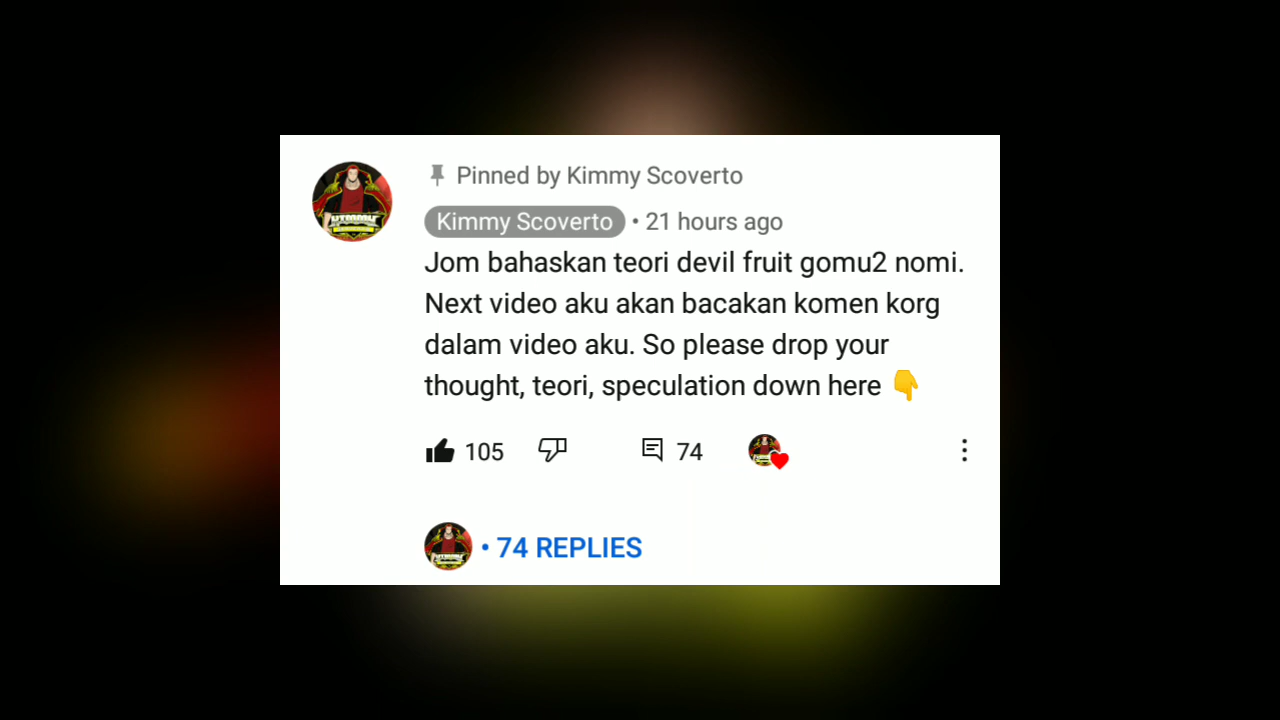 Pinned by Kimmy Scoverto
Kimmy Scoverto • 21 hours ago
Jom bahaskan teori devil fruit gomu2 nomi.
Next video aku akan bacakan komen korg
dalam video aku. So please drop your
thought, teori, speculation down here 👇
105 74
• 74 REPLIES